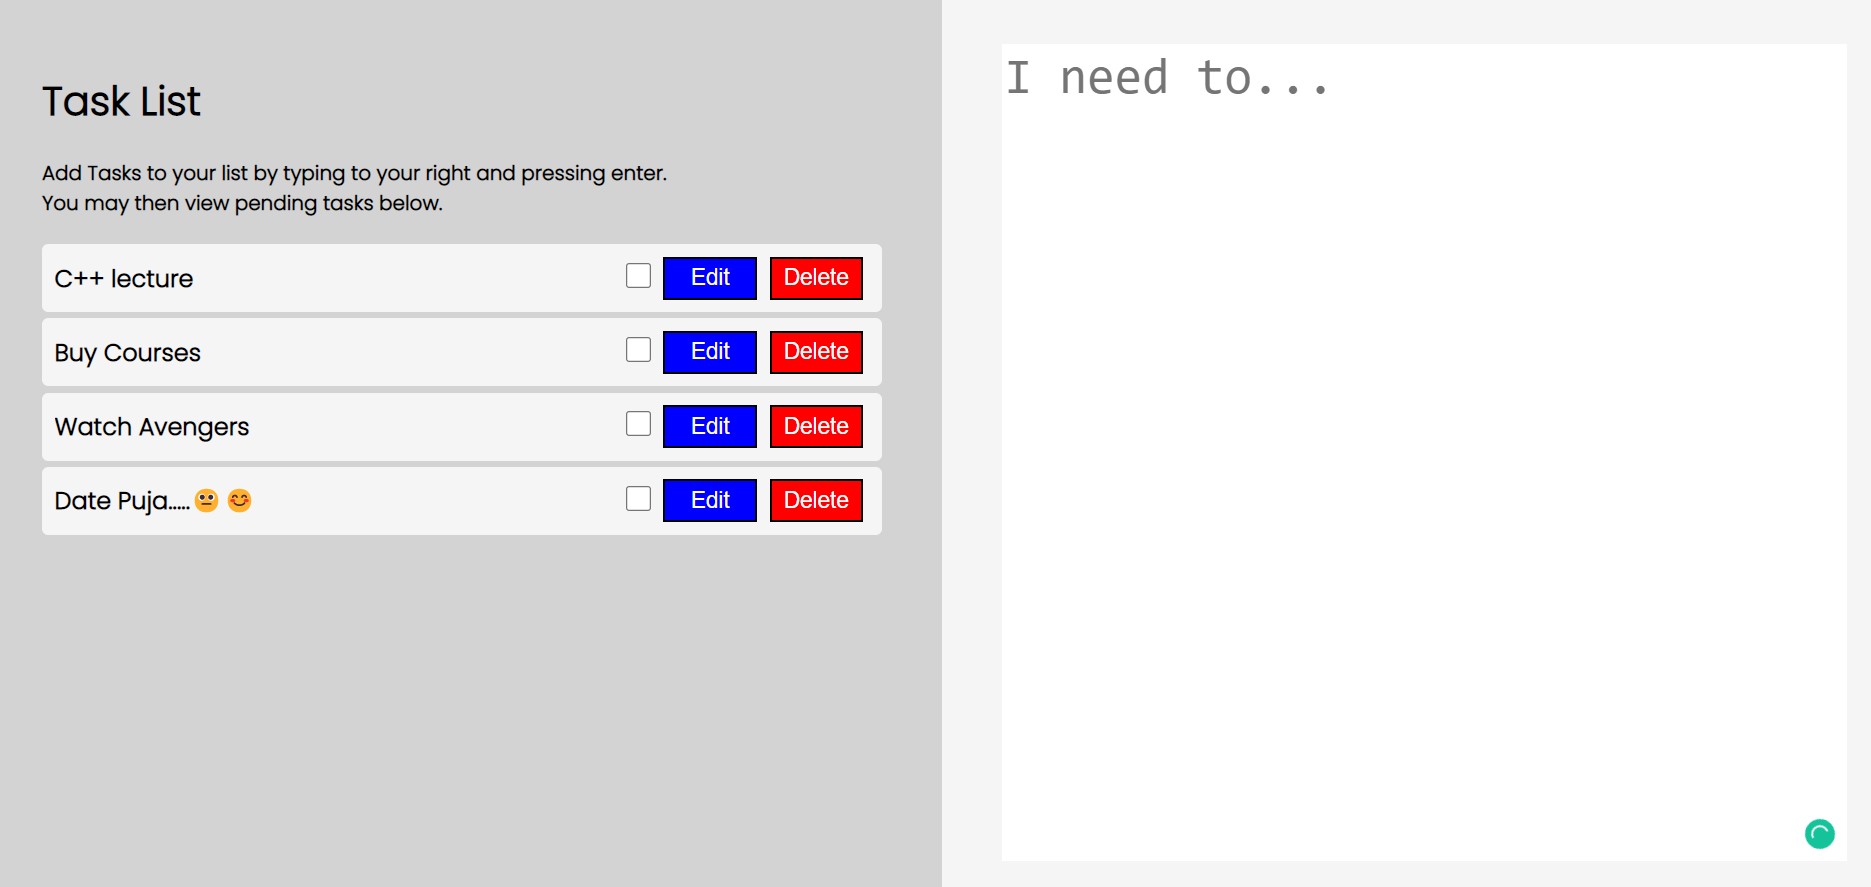 Task List
Add Tasks to your list by typing to your right and pressing enter.
You may then view pending tasks below.
C++ lecture
Edit
Delete
Buy Courses
Edit
Delete
Watch Avengers
Edit
Delete
Date Puja.....😐 😊
Edit
Delete
I need to...